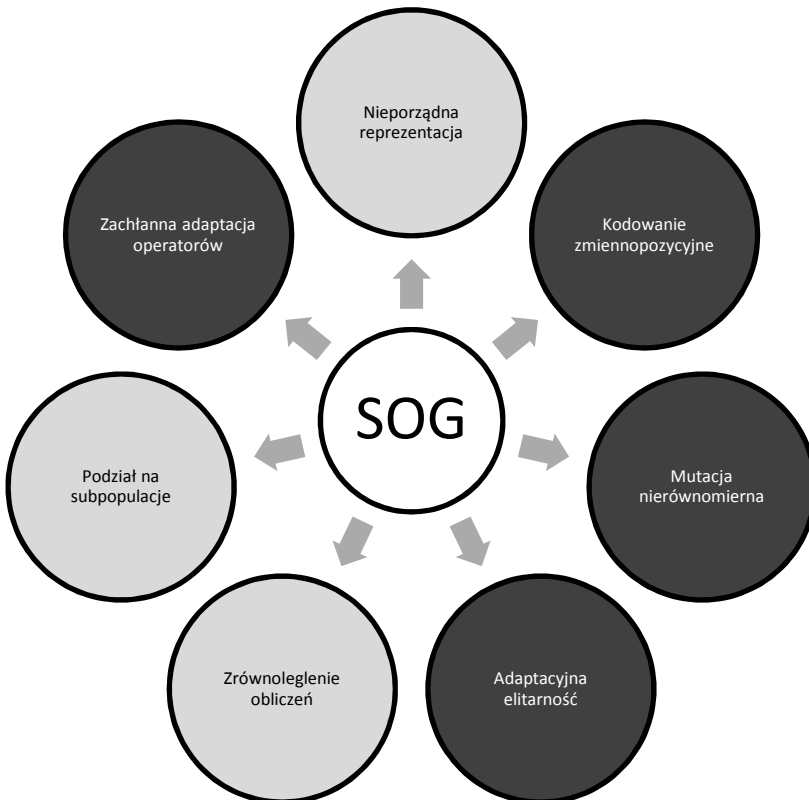 Nieporządna
reprezentacja
Zachłanna adaptacja
operatorów
Kodowanie
zmiennopozycyjne
SOG
Podział na
subpopulacje
Mutacja
nierównomierna
Zrównoleglenie
obliczeń
Adaptacyjna
elitarność